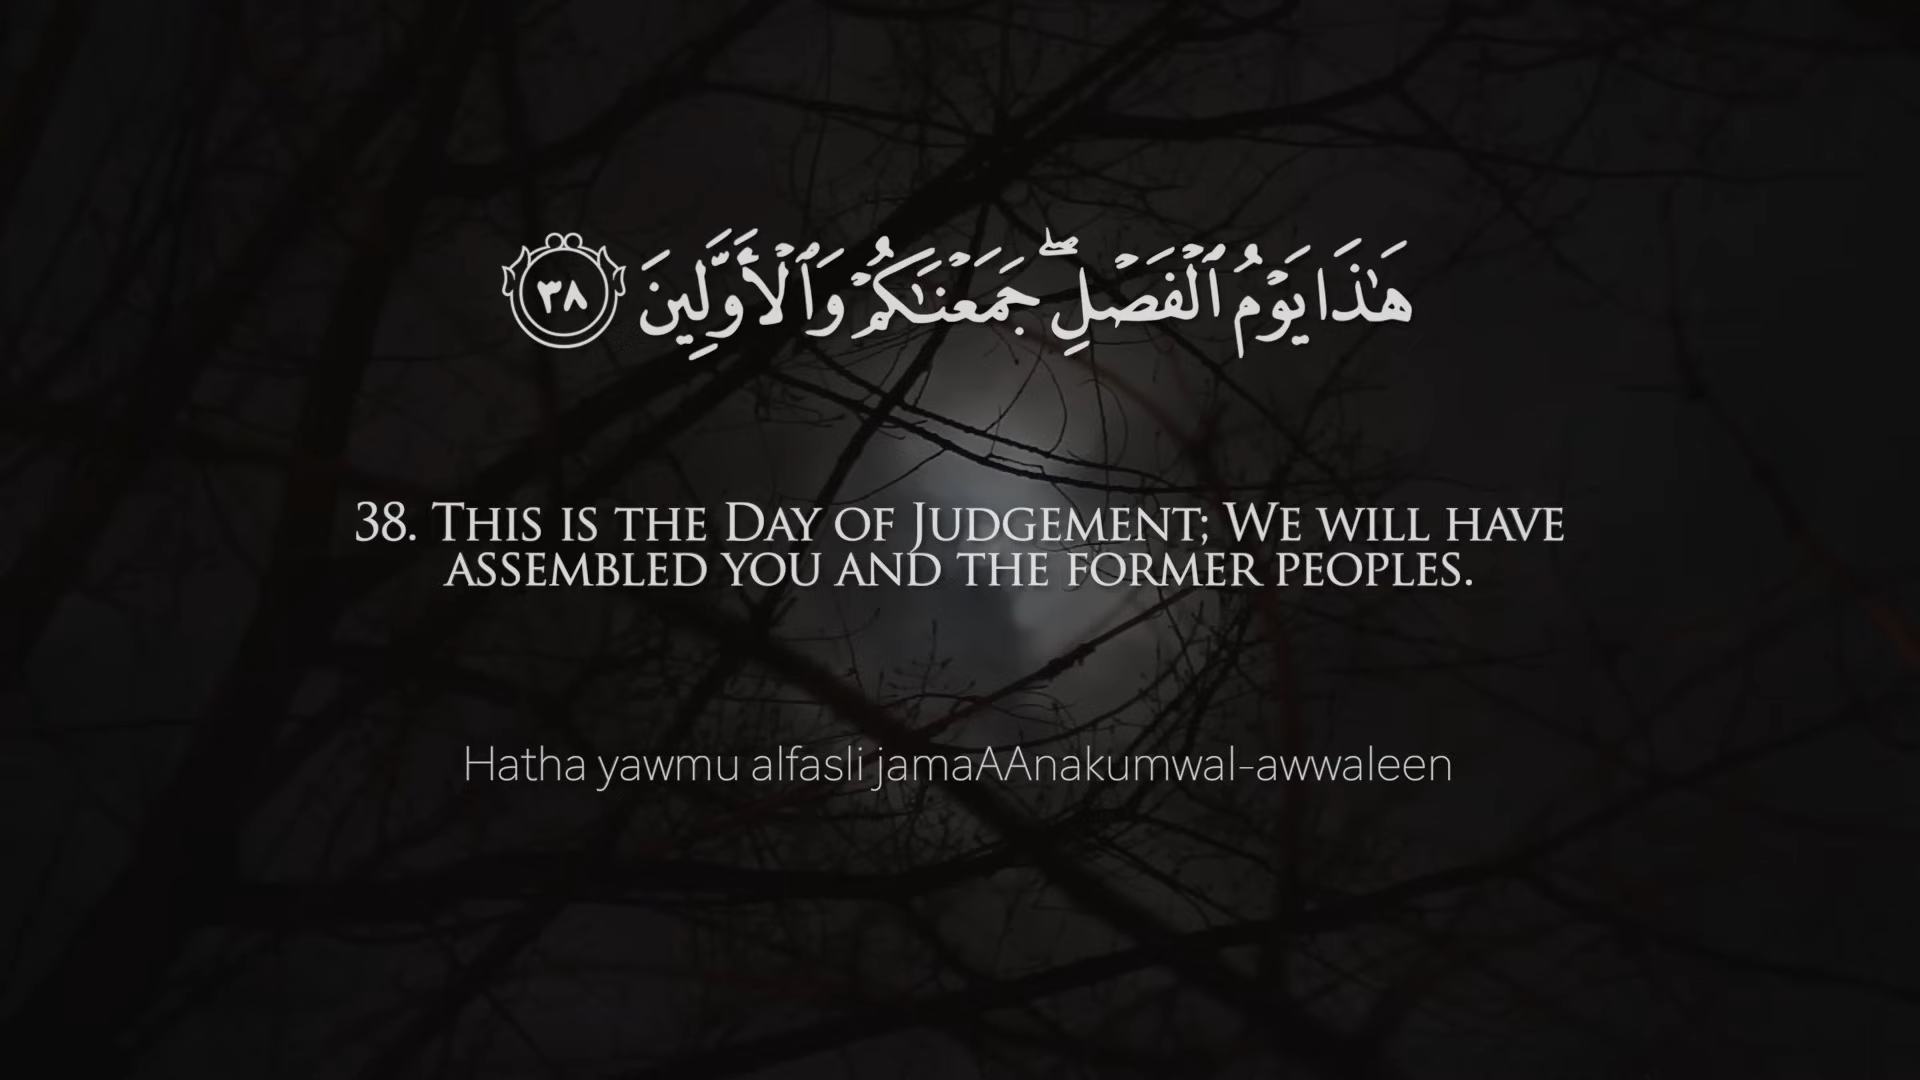 هَـٰذَا يَوْمُ ٱلْفَصْلِ ۖ جَمَعْنَـٰكُمْ وَٱلْأَوَّلِينَ ٣٨
38. This is the Day of Judgement; We will have
assembled you and the former peoples.
Hatha yawmu alfasli jamaAAnakumwal-awwaleen